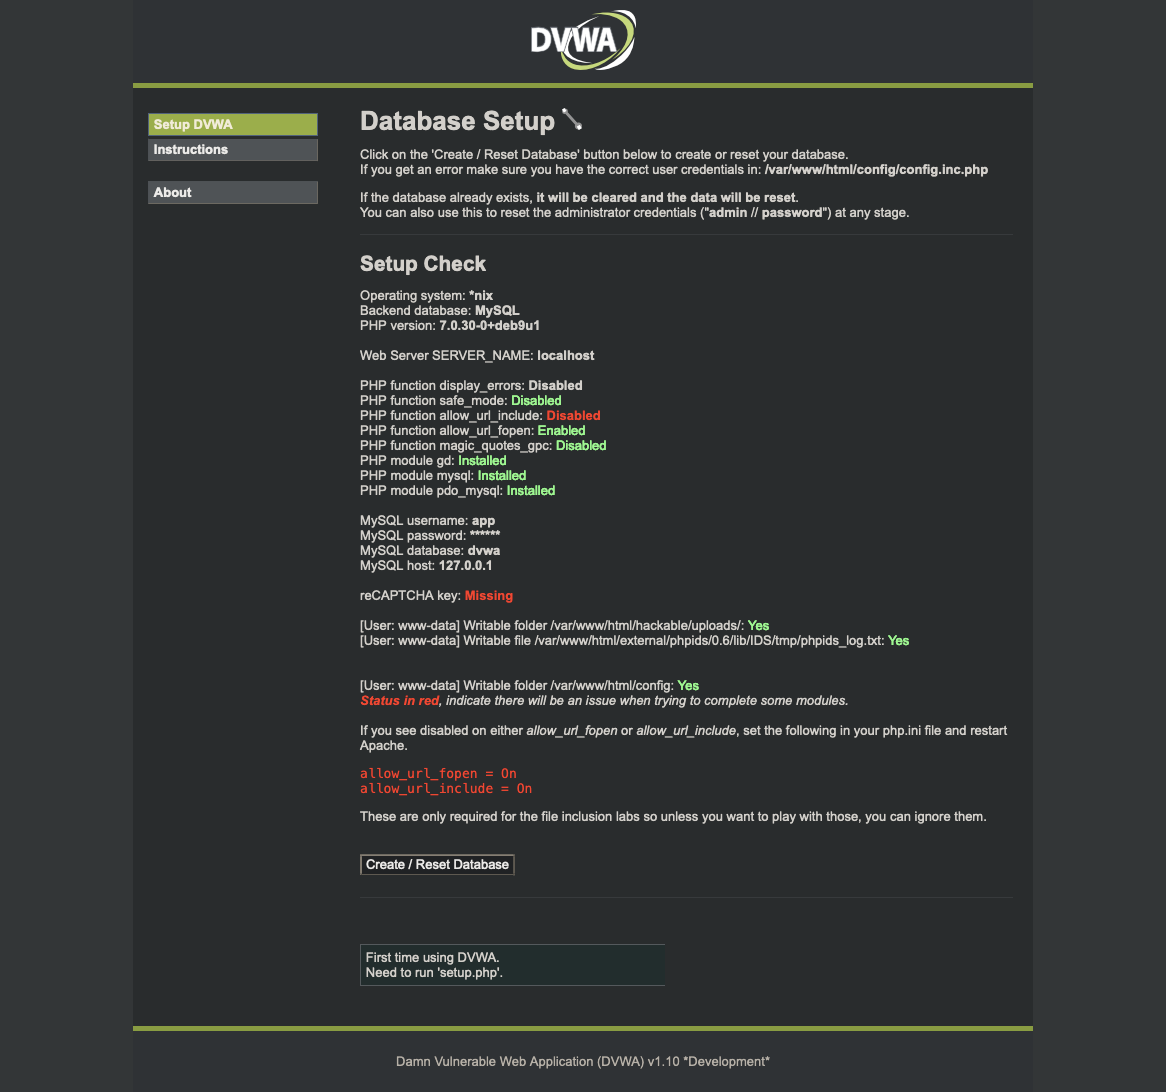 DVWA
Setup DVWA
Instructions
About
Database Setup
Click on the 'Create / Reset Database' button below to create or reset your database.
If you get an error make sure you have the correct user credentials in: /var/www/html/config/config.inc.php
If the database already exists, it will be cleared and the data will be reset.
You can also use this to reset the administrator credentials ("admin // password") at any stage.
Setup Check
Operating system: *nix
Backend database: MySQL
PHP version: 7.0.30-0+deb9u1
Web Server SERVER_NAME: localhost
PHP function display_errors: Disabled
PHP function safe_mode: Disabled
PHP function allow_url_include: Disabled
PHP function allow_url_fopen: Enabled
PHP function magic_quotes_gpc: Disabled
PHP module gd: Installed
PHP module mysql: Installed
PHP module pdo_mysql: Installed
MySQL username: app
MySQL password: ******
MySQL database: dvwa
MySQL host: 127.0.0.1
reCAPTCHA key: Missing
[User: www-data] Writable folder /var/www/html/hackable/uploads/: Yes
[User: www-data] Writable file /var/www/html/external/phpids/0.6/lib/IDS/tmp/phpids_log.txt: Yes
[User: www-data] Writable folder /var/www/html/config: Yes
Status in red, indicate there will be an issue when trying to complete some modules.
If you see disabled on either allow_url_fopen or allow_url_include, set the following in your php.ini file and restart
Apache.
allow_url_fopen = On
allow_url_include = On
These are only required for the file inclusion labs so unless you want to play with those, you can ignore them.
Create / Reset Database
First time using DVWA.
Need to run 'setup.php'.
Damn Vulnerable Web Application (DVWA) v1.10 *Development*